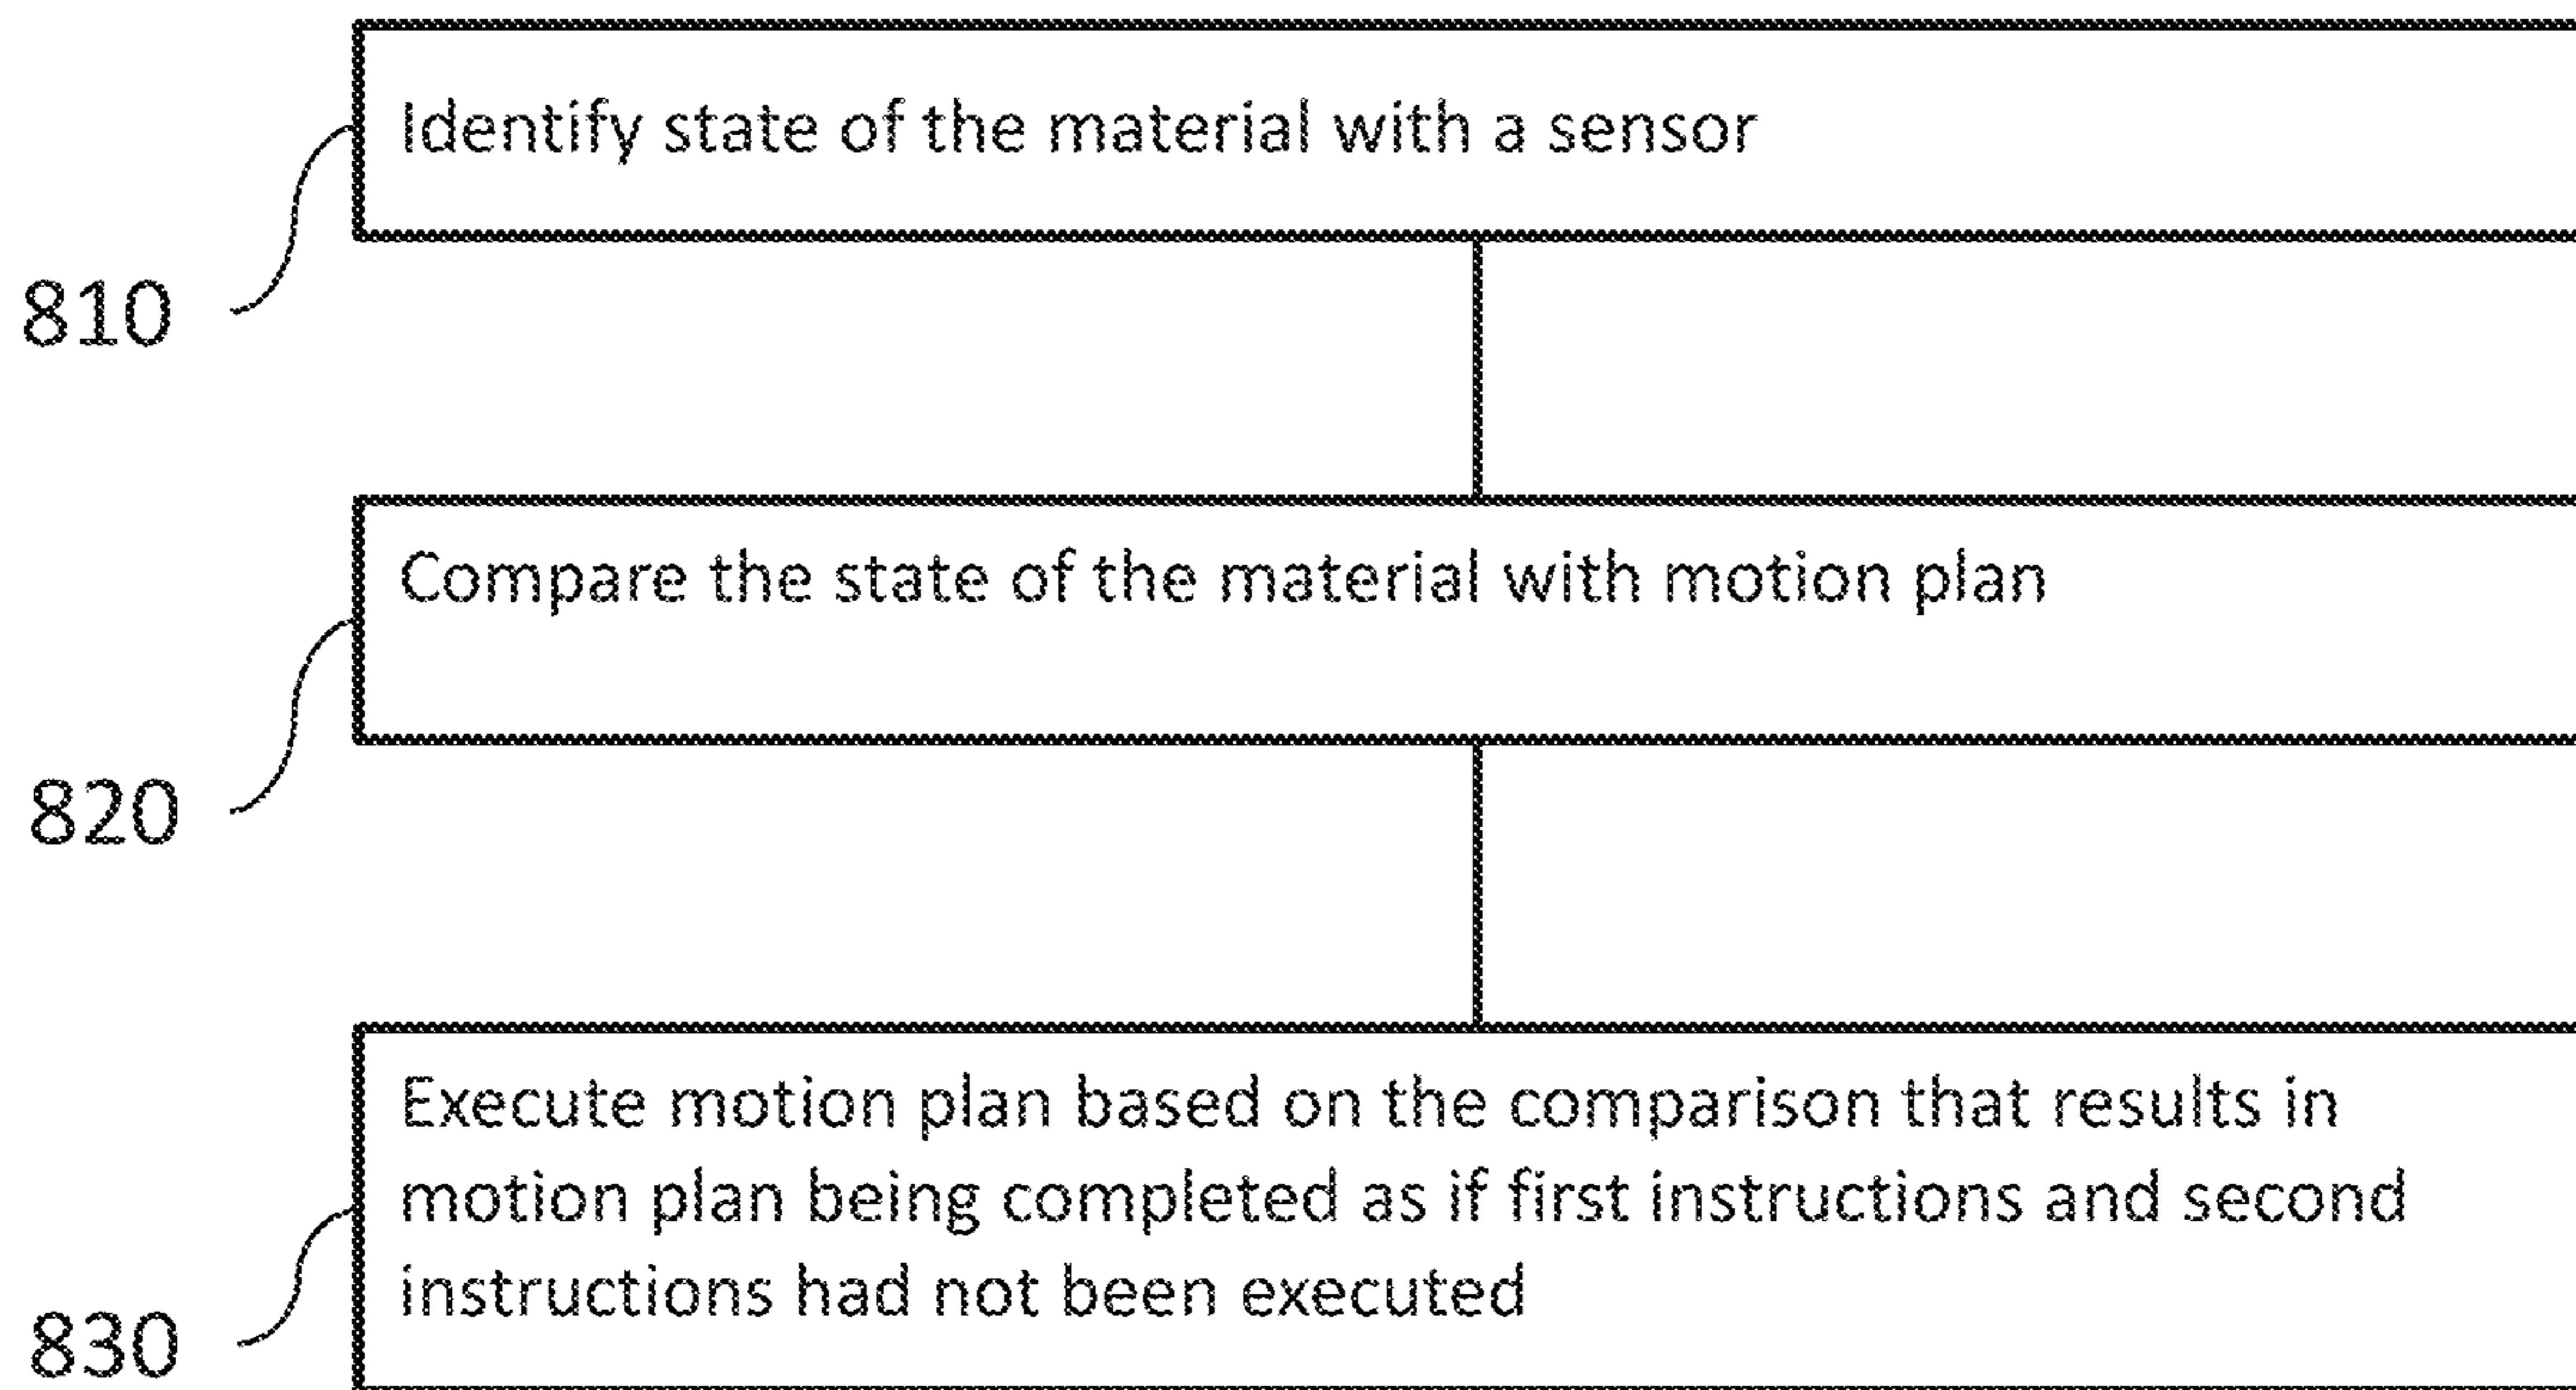 Identify state of the material with a sensor
810
Compare the state of the material with motion plan
820
Execute motion plan based on the comparison that results in
motion plan being completed as if first instructions and second
instructions had not been executed
830